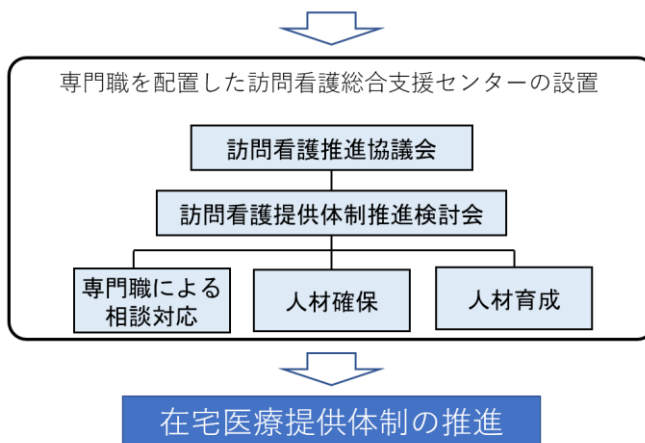 専門職を配置した訪問看護総合支援センターの設置
訪問看護推進協議会
訪問看護提供体制推進検討会
専門職による
相談対応
人材確保
人材育成
在宅医療提供体制の推進